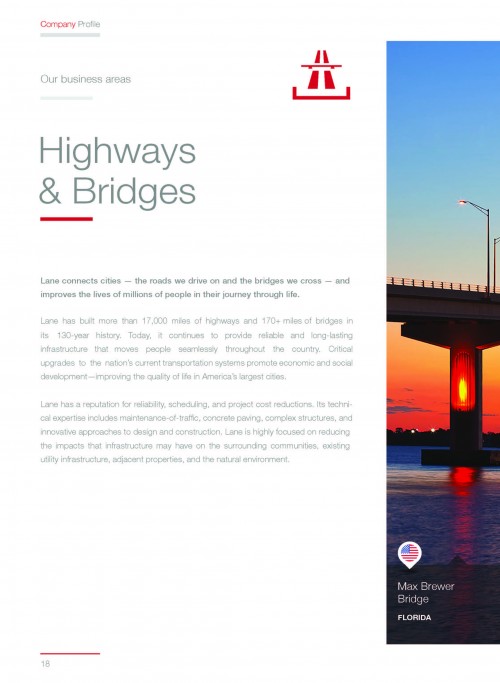 Company Profile
Our business areas
Highways
& Bridges
Lane connects cities — the roads we drive on and the bridges we cross — and
improves the lives of millions of people in their journey through life.
Lane has built more than 17,000 miles of highways and 170+ miles of bridges in
its 130-year history. Today, it continues to provide reliable and long-lasting
infrastructure that moves people seamlessly throughout the country. Critical
upgrades to the nation's current transportation systems promote economic and social
development—improving the quality of life in America's largest cities.
Lane has a reputation for reliability, scheduling, and project cost reductions. Its techni-
cal expertise includes maintenance-of-traffic, concrete paving, complex structures, and
innovative approaches to design and construction. Lane is highly focused on reducing
the impacts that infrastructure may have on the surrounding communities, existing
utility infrastructure, adjacent properties, and the natural environment.
Max Brewer
Bridge
FLORIDA
18